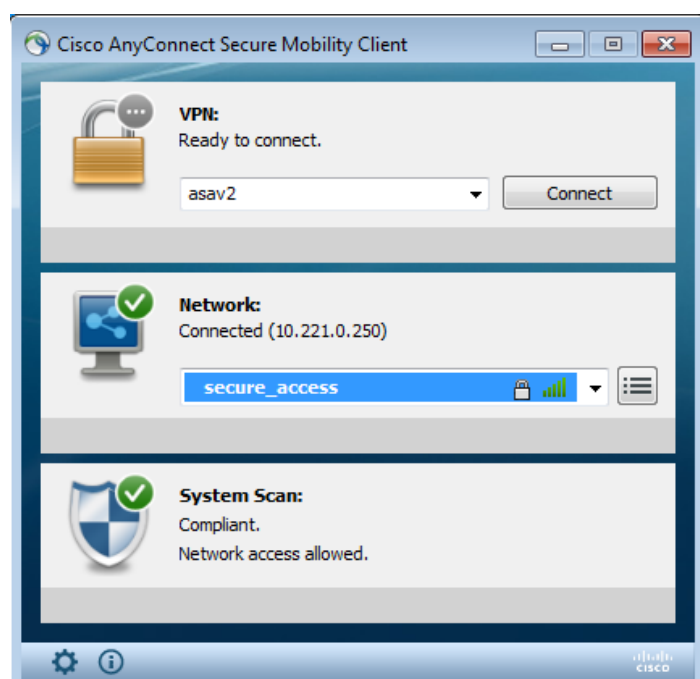 Cisco AnyConnect Secure Mobility Client
VPN:
Ready to connect.
asav2
Connect
Network:
Connected (10.221.0.250)
secure_access
System Scan:
Compliant.
Network access allowed.
CISCO